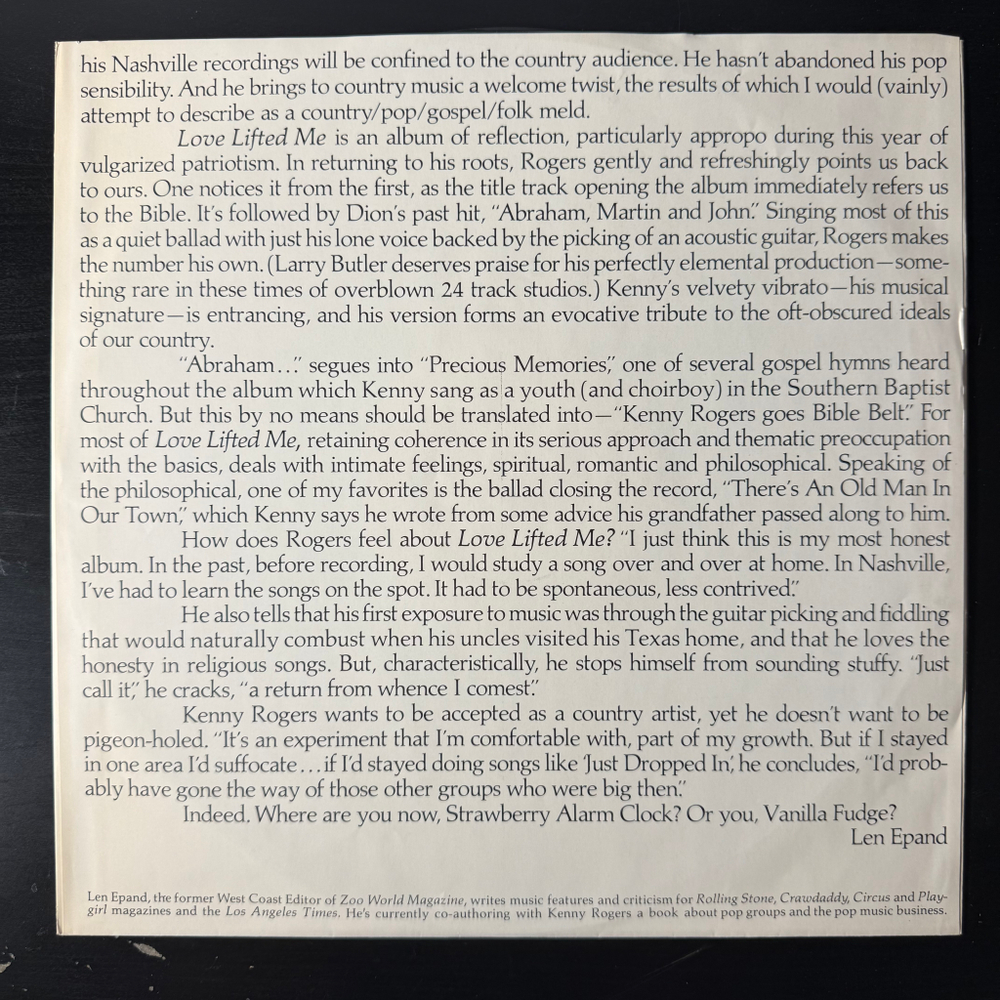 his Nashville recordings will be confined to the country audience. He hasn't abandoned his pop
sensibility. And he brings to country music a welcome twist, the results of which I would (vainly)
attempt to describe as a country/pop/gospel/folk meld.
Love Lifted Me is an album of reflection, particularly appropo during this year of
vulgarized patriotism. In returning to his roots, Rogers gently and refreshingly points us back
to ours. One notices it from the first, as the title track opening the album immediately refers us
to the Bible. It's followed by Dion's past hit, "Abraham, Martin and John." Singing most of this
as a quiet ballad with just his lone voice backed by the picking of an acoustic guitar, Rogers makes
the number his own. (Larry Butler deserves praise for his perfectly elemental production—some-
thing rare in these times of overblown 24 track studios.) Kenny's velvety vibrato—his musical
signature—is entrancing, and his version forms an evocative tribute to the oft-obscured ideals
of our country.
"Abraham..." segues into "Precious Memories," one of several gospel hymns heard
throughout the album which Kenny sang as a youth (and choirboy) in the Southern Baptist
Church. But this by no means should be translated into—"Kenny Rogers goes Bible Belt." For
most of Love Lifted Me, retaining coherence in its serious approach and thematic preoccupation
with the basics, deals with intimate feelings, spiritual, romantic and philosophical. Speaking of
the philosophical, one of my favorites is the ballad closing the record, "There's An Old Man In
Our Town," which Kenny says he wrote from some advice his grandfather passed along to him.
How does Rogers feel about Love Lifted Me? "I just think this is my most honest
album. In the past, before recording, I would study a song over and over at home. In Nashville,
I've had to learn the songs on the spot. It had to be spontaneous, less contrived."
He also tells that his first exposure to music was through the guitar picking and fiddling
that would naturally combust when his uncles visited his Texas home, and that he loves the
honesty in religious songs. But, characteristically, he stops himself from sounding stuffy. "Just
call it," he cracks, "a return from whence I comest."
Kenny Rogers wants to be accepted as a country artist, yet he doesn't want to be
pigeon-holed. "It's an experiment that I'm comfortable with, part of my growth. But if I stayed
in one area I'd suffocate...if I'd stayed doing songs like 'Just Dropped In,' he concludes, "I'd prob-
ably have gone the way of those other groups who were big then."
Indeed. Where are you now, Strawberry Alarm Clock? Or you, Vanilla Fudge?
Len Epand
Len Epand, the former West Coast Editor of Zoo World Magazine, writes music features and criticism for Rolling Stone, Crawdaddy, Circus and Play-
girl magazines and the Los Angeles Times. He's currently co-authoring with Kenny Rogers a book about pop groups and the pop music business.